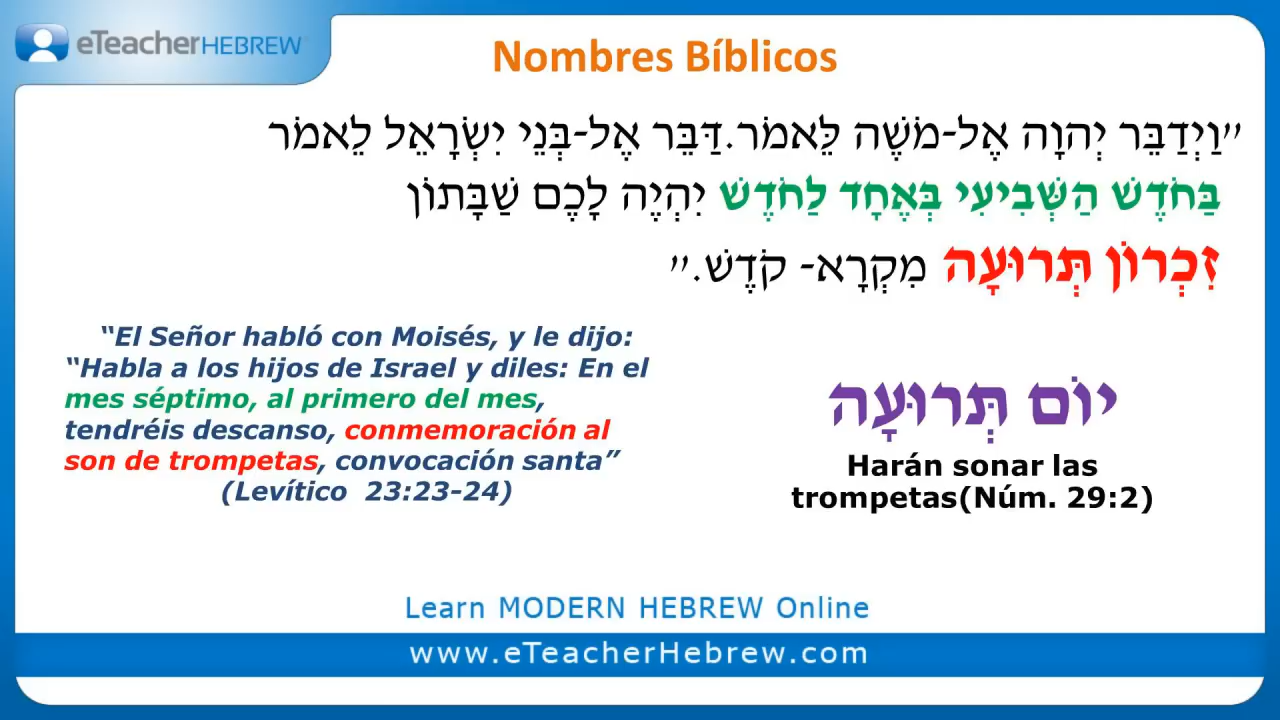 eTeacherHEBREW
Nombres Bíblicos
"וַיְדַבֵּר יְהוָה אֶל-מֹשֶׁה לֵּאמֹר.דַּבֵּר אֶל-בְּנֵי יִשְׂרָאֵל לֵאמֹר
בַּחֹדֶשׁ הַשְּׁבִיעִי בְּאֶחָד לַחֹדֶשׁ יִהְיֶה לָכֶם שַׁבָּתוֹן
זִכְרוֹן תְּרוּעָה מִקְרָא- קֹדֶשׁ."
“El Señor habló con Moisés, y le dijo:
“Habla a los hijos de Israel y diles: En el
mes séptimo, al primero del mes,
tendréis descanso, conmemoración al
son de trompetas, convocación santa”
(Levítico 23:23-24)
יוֹם תְּרוּעָה
Harán sonar las
trompetas(Núm. 29:2)
Learn MODERN HEBREW Online
www.eTeacherHebrew.com